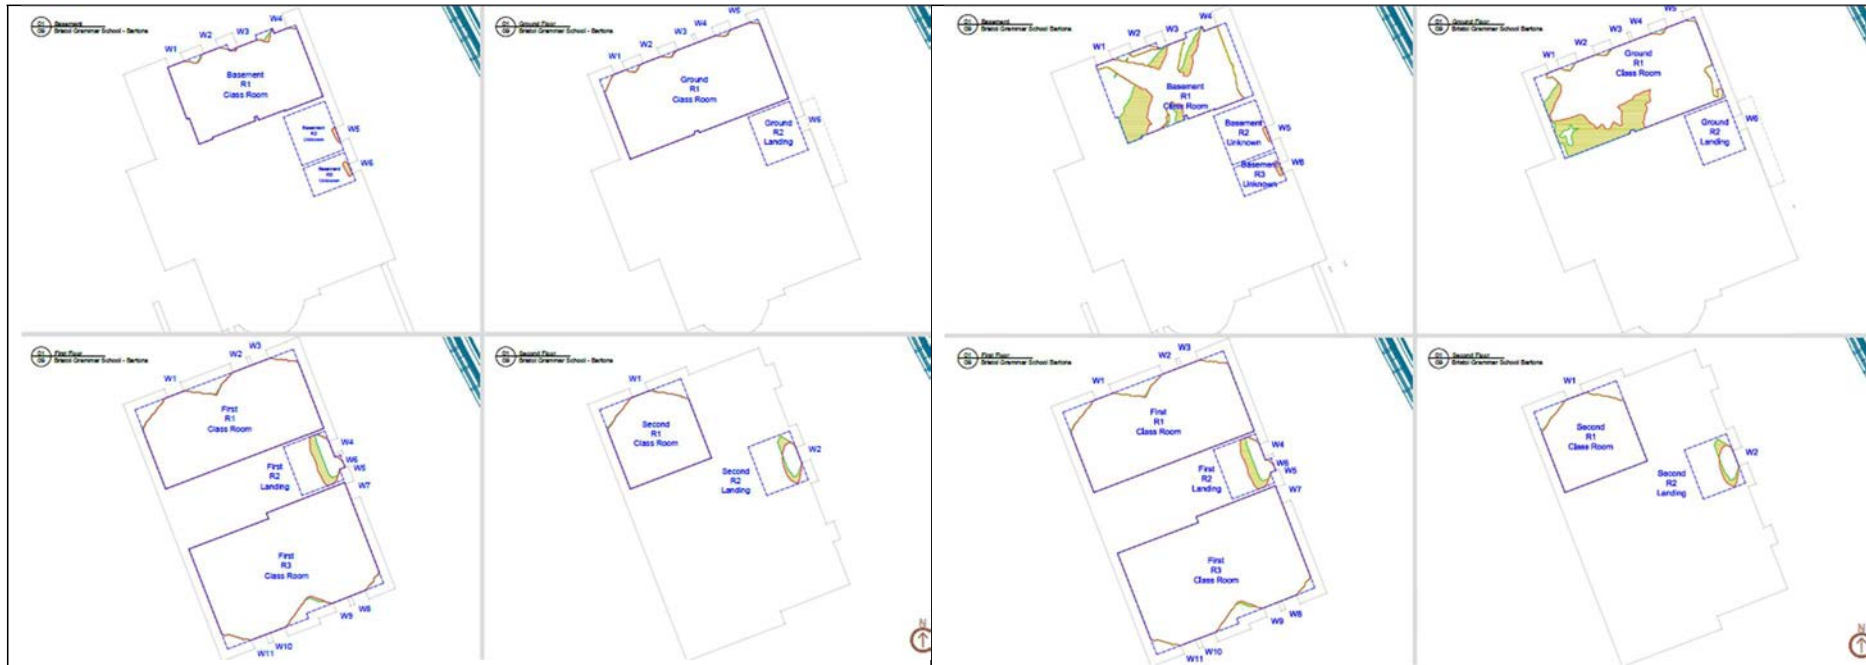 Basement
Bristol Grammar School - Bartons
W1
W2
W3
W4
Basement
R1
Class Room
Basement
R2
Unknown
W5
Basement
R3
Unknown
W6
Ground Floor
Bristol Grammar School - Bartons
W1
W2
W3
W4
W5
Ground
R1
Class Room
Ground
R2
Landing
W6
First Floor
Bristol Grammar School - Bartons
W1
W2
W3
First
R1
Class Room
W4
W6
W5
First
R2
Landing
W7
First
R3
Class Room
W8
W9
W10
W11
Second Floor
Bristol Grammar School - Bartons
W1
Second
R1
Class Room
W2
Second
R2
Landing
N
Basement
Bristol Grammar School Bartons
W1
W2
W3
W4
Basement
R1
Class Room
Basement
R2
Unknown
W5
Basement
R3
Unknown
W6
Ground Floor
Bristol Grammar School Bartons
W1
W2
W3
W4
W5
Ground
R1
Class Room
Ground
R2
Landing
W6
First Floor
Bristol Grammar School Bartons
W1
W2
W3
First
R1
Class Room
W4
W6
W5
First
R2
Landing
W7
First
R3
Class Room
W8
W9
W10
W11
Second Floor
Bristol Grammar School Bartons
W1
Second
R1
Class Room
W2
Second
R2
Landing
N